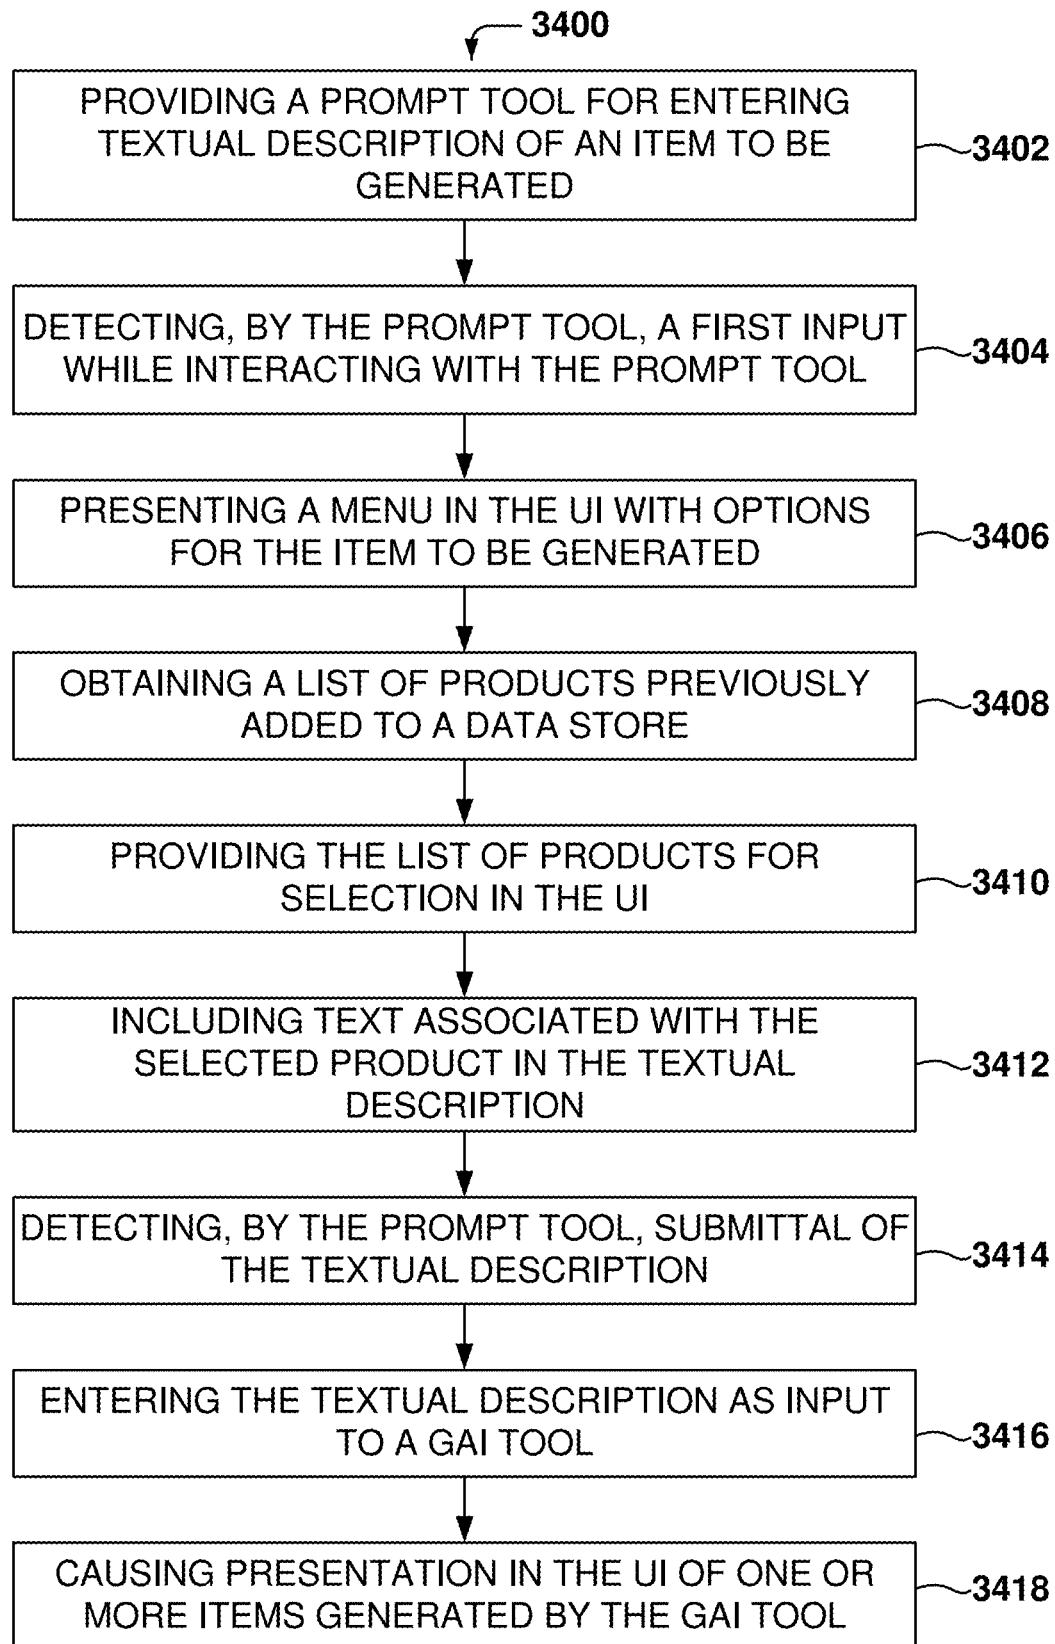 3400
PROVIDING A PROMPT TOOL FOR ENTERING
TEXTUAL DESCRIPTION OF AN ITEM TO BE
GENERATED
3402
DETECTING, BY THE PROMPT TOOL, A FIRST INPUT
WHILE INTERACTING WITH THE PROMPT TOOL
3404
PRESENTING A MENU IN THE UI WITH OPTIONS
FOR THE ITEM TO BE GENERATED
3406
OBTAINING A LIST OF PRODUCTS PREVIOUSLY
ADDED TO A DATA STORE
3408
PROVIDING THE LIST OF PRODUCTS FOR
SELECTION IN THE UI
3410
INCLUDING TEXT ASSOCIATED WITH THE
SELECTED PRODUCT IN THE TEXTUAL
DESCRIPTION
3412
DETECTING, BY THE PROMPT TOOL, SUBMITTAL OF
THE TEXTUAL DESCRIPTION
3414
ENTERING THE TEXTUAL DESCRIPTION AS INPUT
TO A GAI TOOL
3416
CAUSING PRESENTATION IN THE UI OF ONE OR
MORE ITEMS GENERATED BY THE GAI TOOL
3418